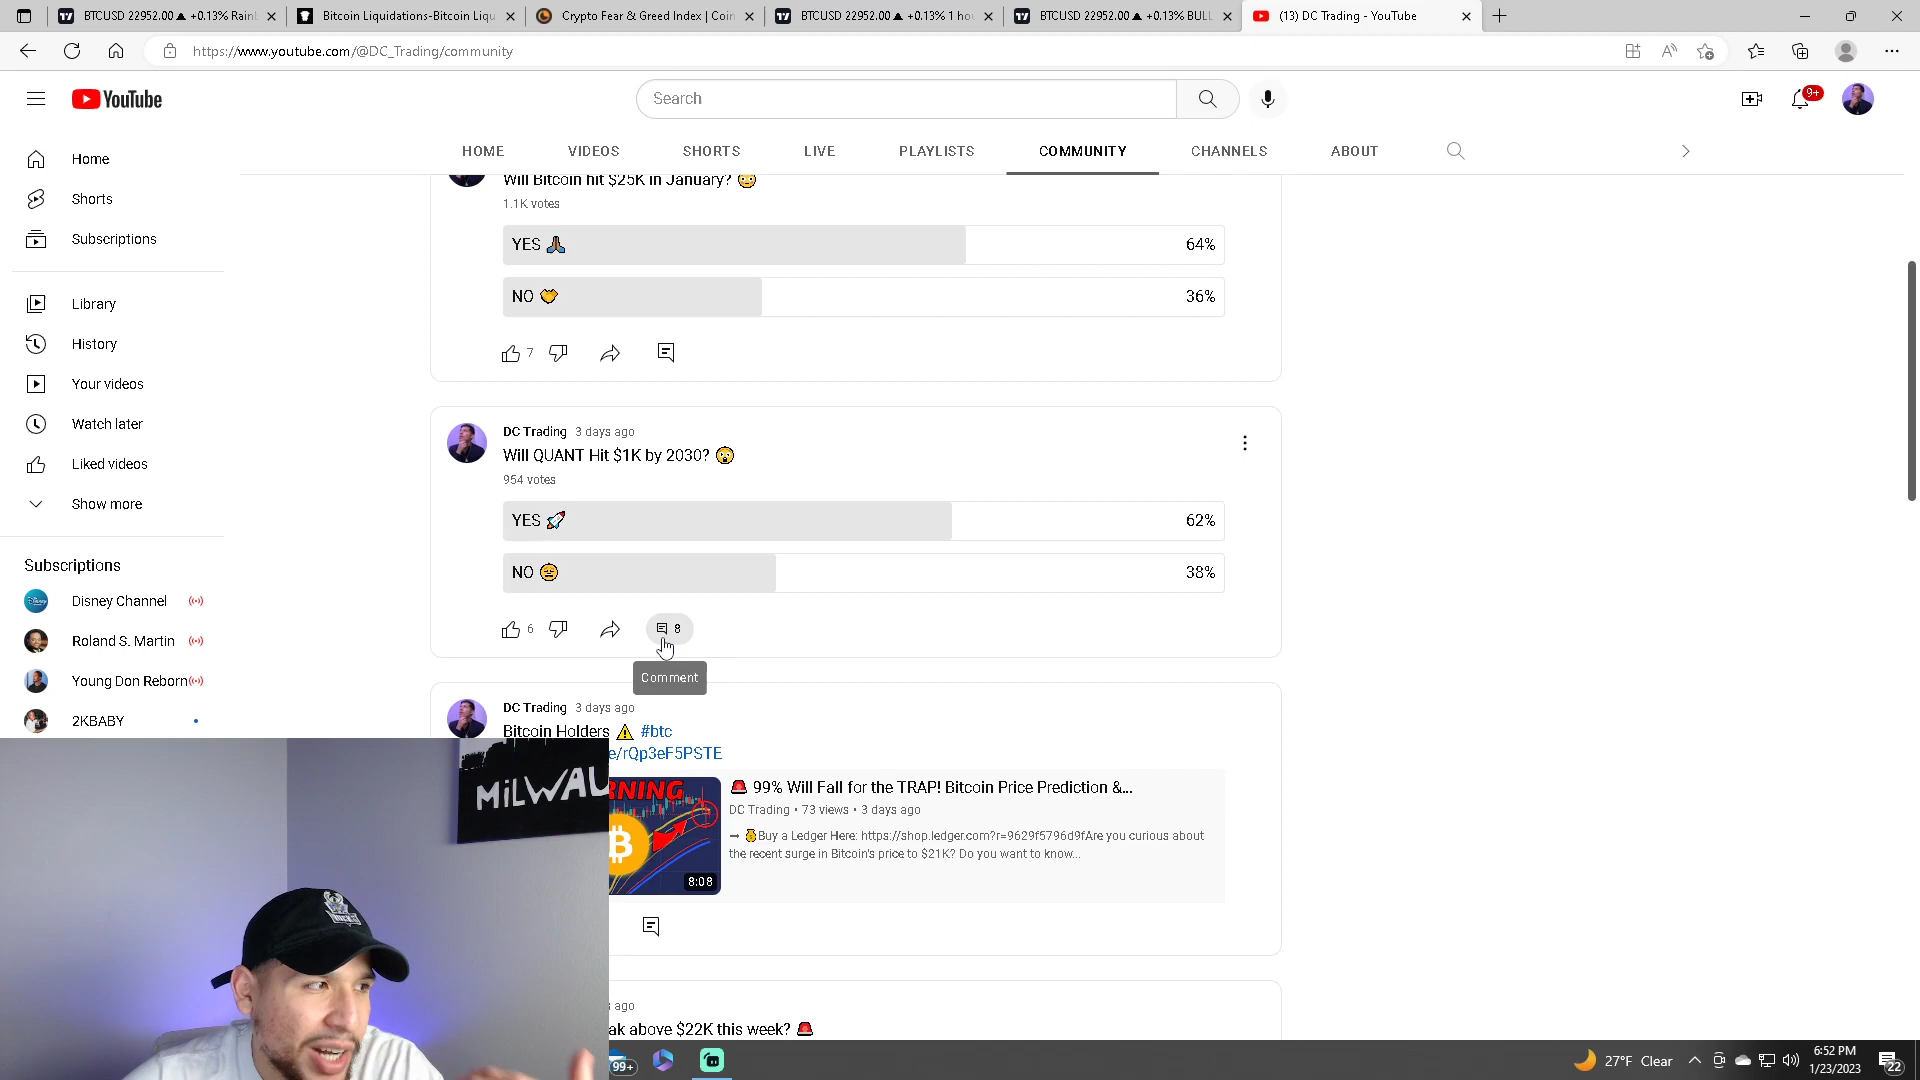 BTCUSD 22952.00 ▲ +0.13% Rain
Bitcoin Liquidations-Bitcoin Liqu
Crypto Fear & Greed Index | Coin
BTCUSD 22952.00 ▲ +0.13% 1 ho
BTCUSD 22952.00 ▲ +0.13% BULL
(13) DC Trading - YouTube
https://www.youtube.com/@DC_Trading/community
YouTube
Search
9+
HOME
VIDEOS
SHORTS
LIVE
PLAYLISTS
COMMUNITY
CHANNELS
ABOUT
Home
Shorts
Subscriptions
Library
History
Your videos
Watch later
Liked videos
Show more
Subscriptions
Disney Channel
Roland S. Martin
Young Don Reborn
2KBABY
Will Bitcoin hit $25K in January? 😳
1.1K votes
YES 🙏🏾 64%
NO 36%
7
DC Trading 3 days ago
Will QUANT Hit $1K by 2030? 😲
954 votes
YES 🚀 62%
NO 38%
6
8
Comment
DC Trading 3 days ago
Bitcoin Holders ⚠️ #btc
e/rQp3eF5PSTE
RNING
8:08
🚨 99% Will Fall for the TRAP! Bitcoin Price Prediction &...
DC Trading • 73 views • 3 days ago
→ 💰Buy a Ledger Here: https://shop.ledger.com?r=9629f5796d9fAre you curious about
the recent surge in Bitcoin's price to $21K? Do you want to know...
s ago
ak above $22K this week? 🚨
MiLWAU
99+
27°F Clear
6:52 PM
1/23/2023
22